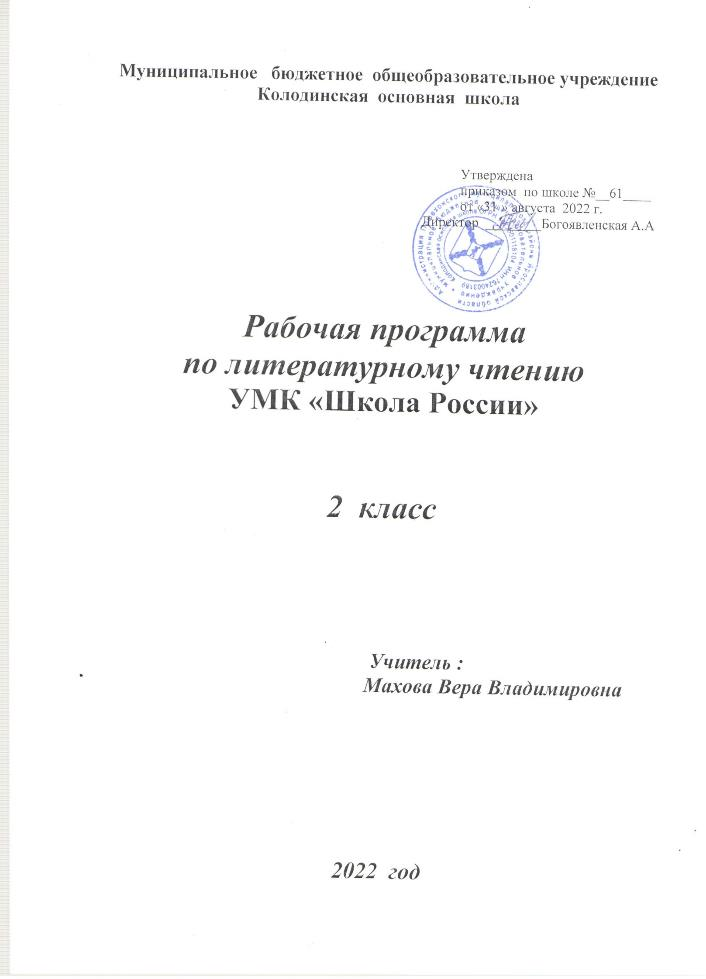 Муниципальное бюджетное общеобразовательное учреждение
Колодинская основная школа
Утверждена
приказом по школе №__61____
от «31» августа 2022 г.
Директор ________Богоявленская А.А
Рабочая программа
по литературному чтению
УМК «Школа России»
2 класс
Учитель :
Махова Вера Владимировна
2022 год